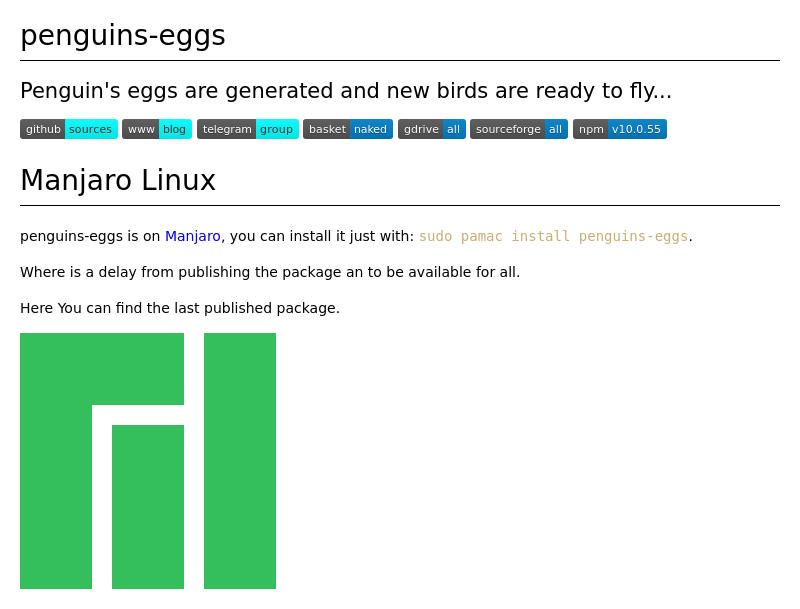 penguins-eggs
Penguin's eggs are generated and new birds are ready to fly...
github sources www blog telegram group basket naked gdrive all sourceforge all npm v10.0.55
Manjaro Linux
penguins-eggs is on Manjaro, you can install it just with: sudo pamac install penguins-eggs.
Where is a delay from publishing the package an to be available for all.
Here You can find the last published package.